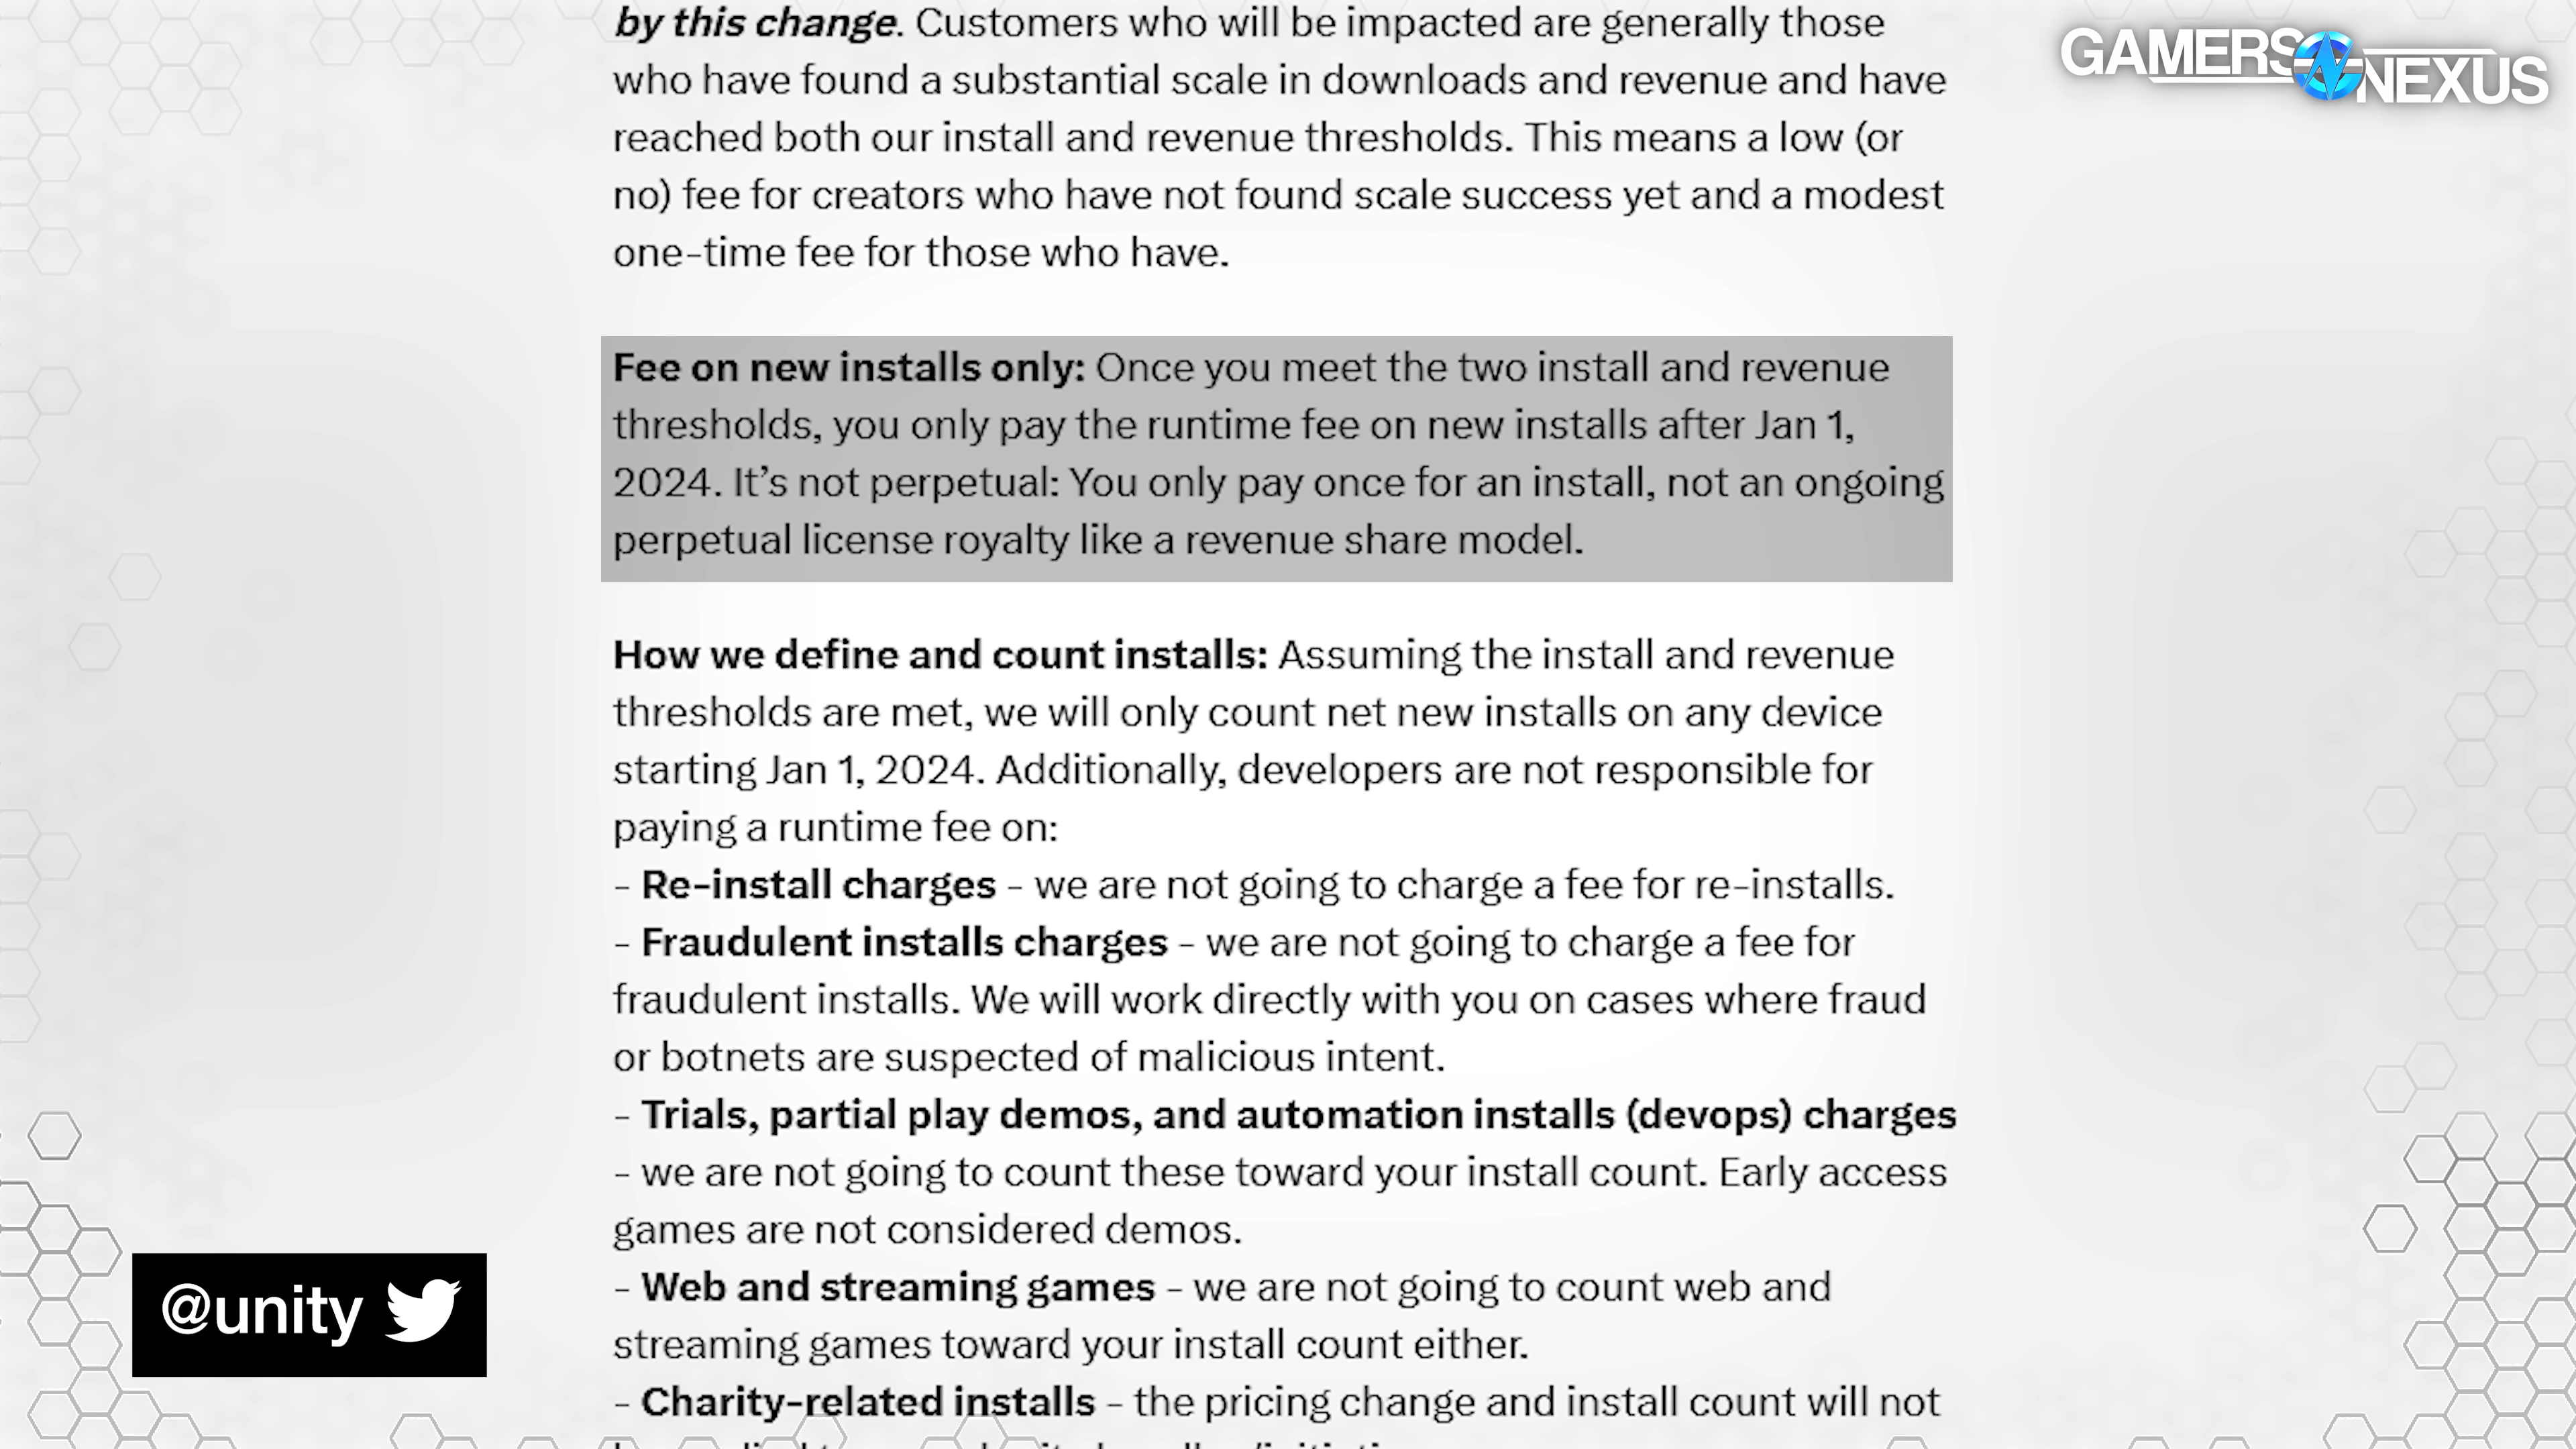 by this change. Customers who will be impacted are generally those
who have found a substantial scale in downloads and revenue and have
reached both our install and revenue thresholds. This means a low (or
no) fee for creators who have not found scale success yet and a modest
one-time fee for those who have.
Fee on new installs only: Once you meet the two install and revenue
thresholds, you only pay the runtime fee on new installs after Jan 1,
2024. It’s not perpetual: You only pay once for an install, not an ongoing
perpetual license royalty like a revenue share model.
How we define and count installs: Assuming the install and revenue
thresholds are met, we will only count net new installs on any device
starting Jan 1, 2024. Additionally, developers are not responsible for
paying a runtime fee on:
- Re-install charges - we are not going to charge a fee for re-installs.
- Fraudulent installs charges - we are not going to charge a fee for
fraudulent installs. We will work directly with you on cases where fraud
or botnets are suspected of malicious intent.
- Trials, partial play demos, and automation installs (devops) charges
- we are not going to count these toward your install count. Early access
games are not considered demos.
- Web and streaming games - we are not going to count web and
streaming games toward your install count either.
- Charity-related installs - the pricing change and install count will not
GAMERS NEXUS
@unity